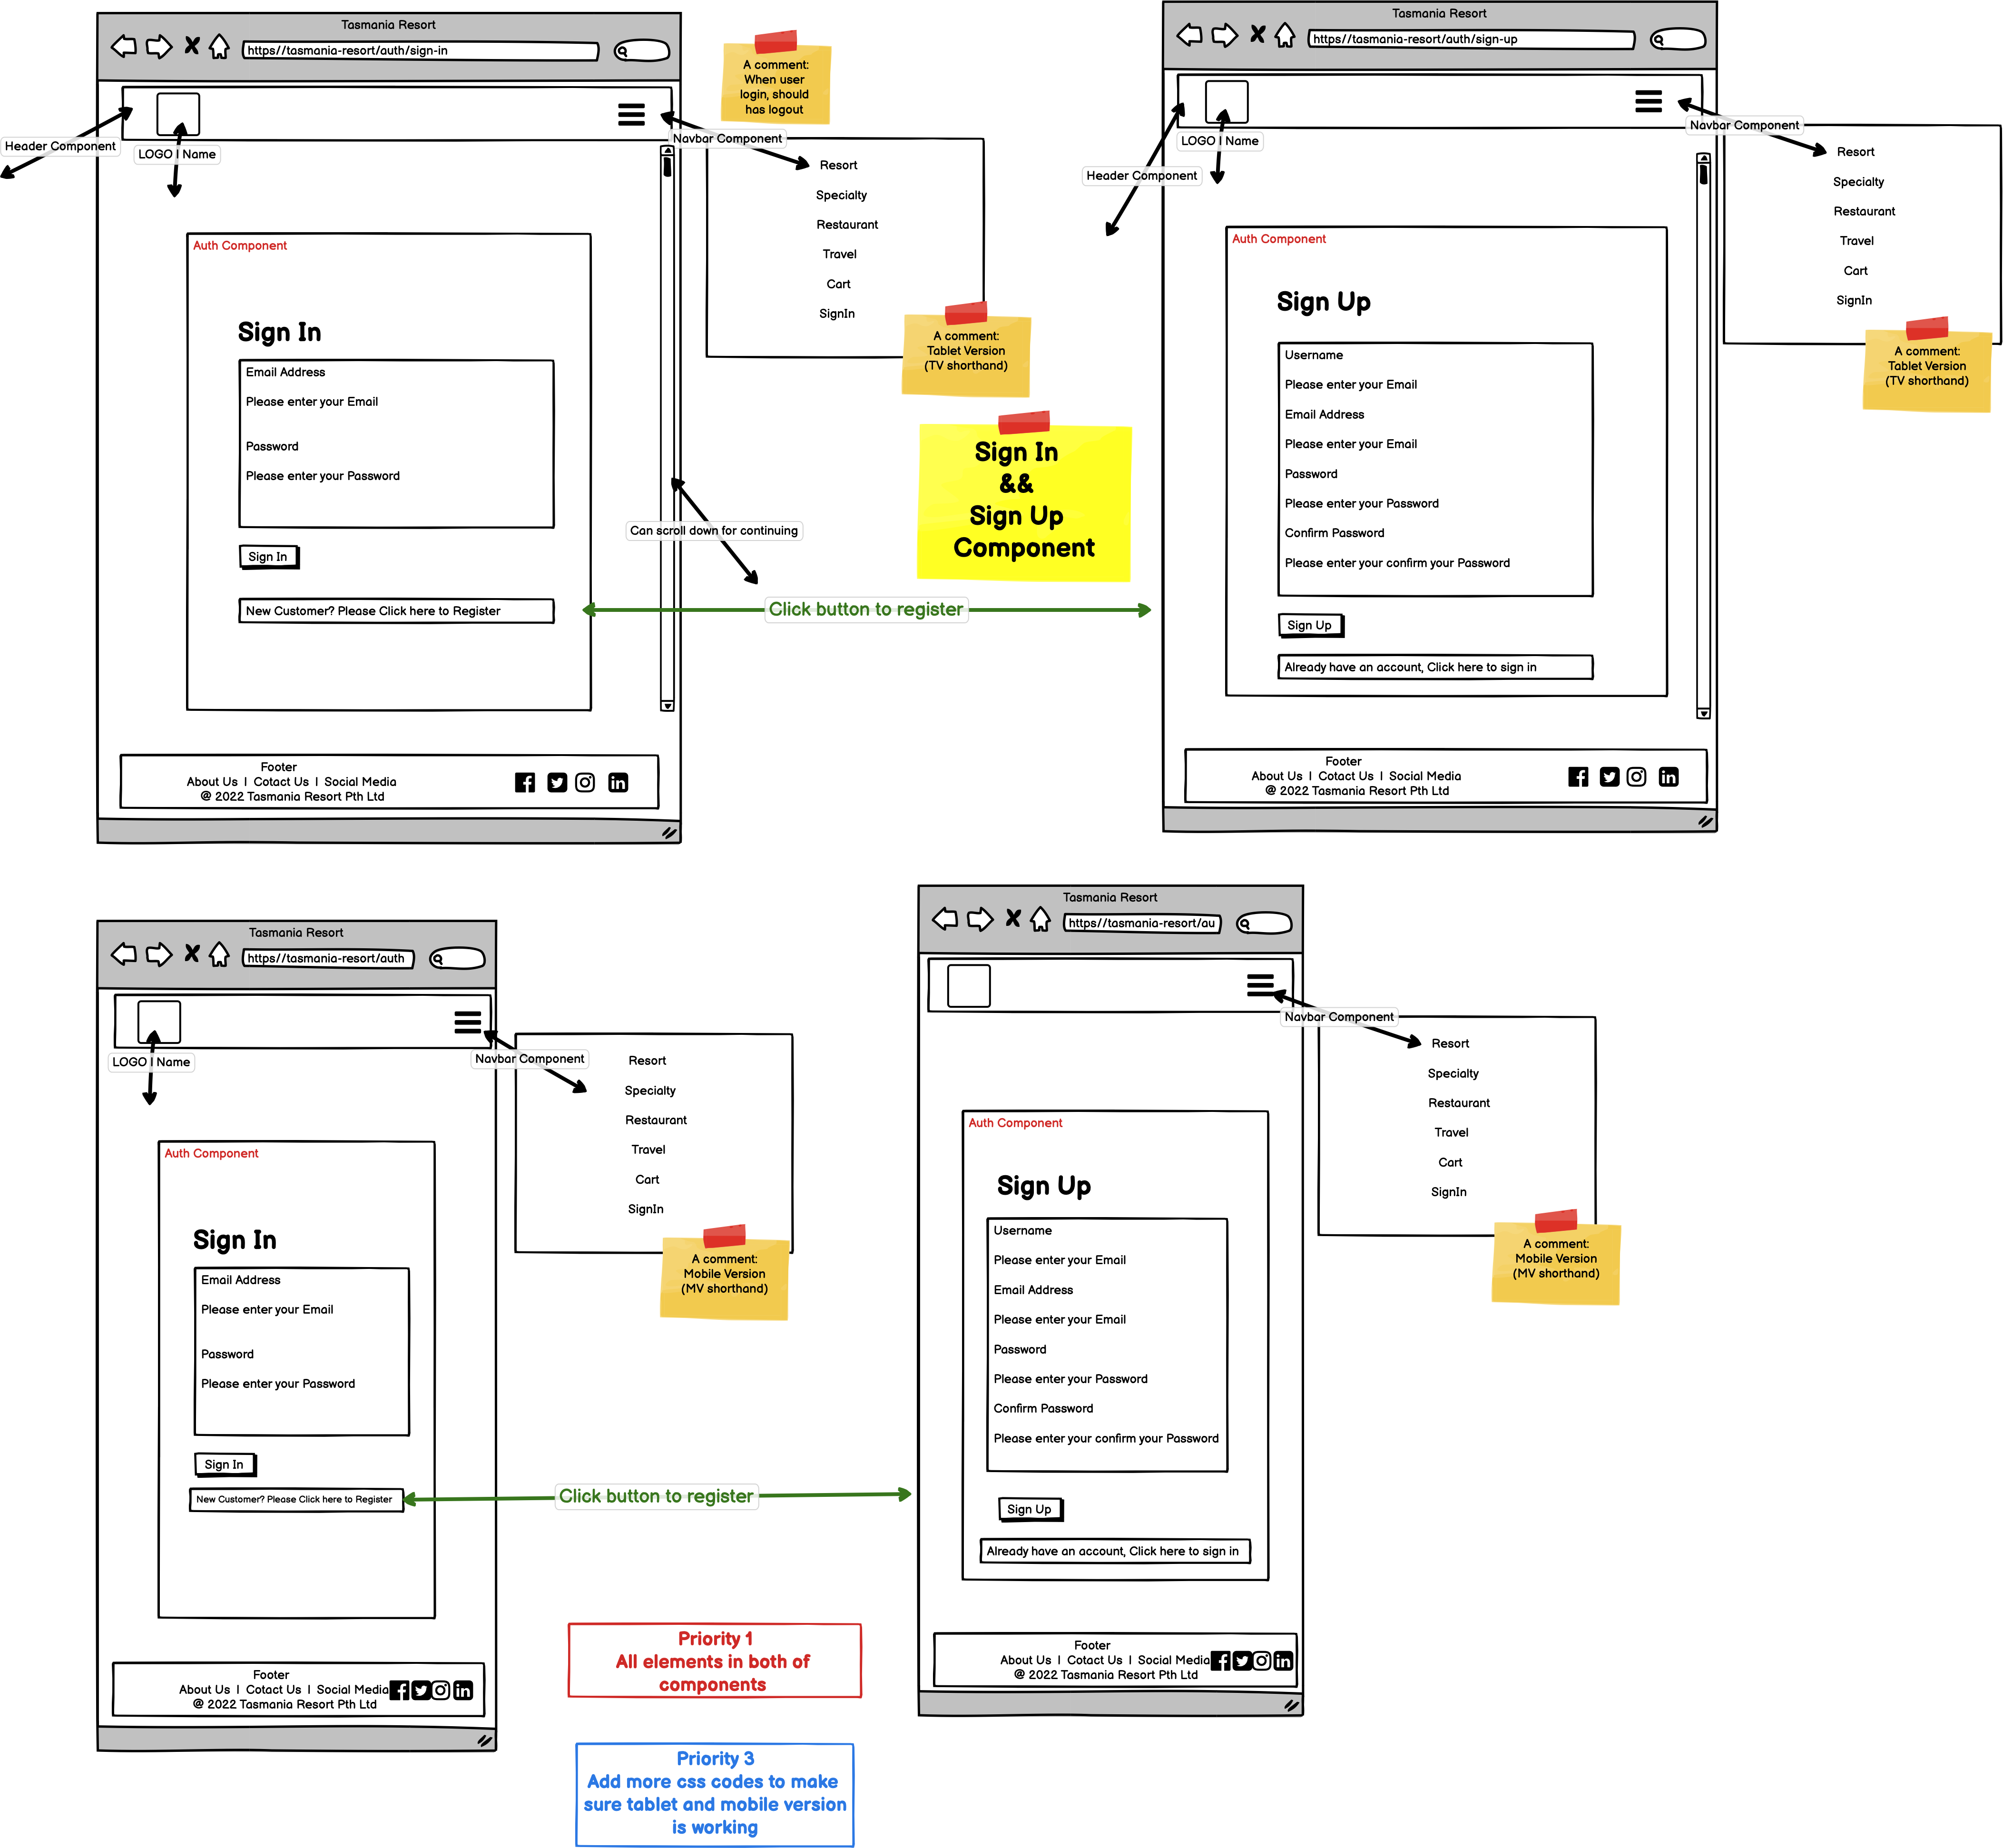 Tasmania Resort
https//tasmania-resort/auth/sign-in
A comment:
When user
login, should
has logout
Header Component
LOGO | Name
Navbar Component
Resort
Specialty
Restaurant
Travel
Cart
SignIn
A comment:
Tablet Version
(TV shorthand)
Auth Component
Sign In
Email Address
Please enter your Email
Password
Please enter your Password
Sign In
New Customer? Please Click here to Register
Can scroll down for continuing
Click button to register
Sign In
&&
Sign Up
Component
Footer
About Us | Cotact Us | Social Media
@ 2022 Tasmania Resort Pth Ltd
Tasmania Resort
https//tasmania-resort/auth/sign-up
Navbar Component
LOGO | Name
Header Component
Resort
Specialty
Restaurant
Travel
Cart
SignIn
A comment:
Tablet Version
(TV shorthand)
Auth Component
Sign Up
Username
Please enter your Email
Email Address
Please enter your Email
Password
Please enter your Password
Confirm Password
Please enter your confirm your Password
Sign Up
Already have an account, Click here to sign in
Footer
About Us | Cotact Us | Social Media
@ 2022 Tasmania Resort Pth Ltd
Tasmania Resort
https//tasmania-resort/auth
LOGO | Name
Navbar Component
Resort
Specialty
Restaurant
Travel
Cart
SignIn
A comment:
Mobile Version
(MV shorthand)
Auth Component
Sign In
Email Address
Please enter your Email
Password
Please enter your Password
Sign In
New Customer? Please Click here to Register
Click button to register
Footer
About Us | Cotact Us | Social Media
@ 2022 Tasmania Resort Pth Ltd
Tasmania Resort
https//tasmania-resort/au
Navbar Component
Resort
Specialty
Restaurant
Travel
Cart
SignIn
A comment:
Mobile Version
(MV shorthand)
Auth Component
Sign Up
Username
Please enter your Email
Email Address
Please enter your Email
Password
Please enter your Password
Confirm Password
Please enter your confirm your Password
Sign Up
Already have an account, Click here to sign in
Footer
About Us | Cotact Us | Social Media
@ 2022 Tasmania Resort Pth Ltd
Priority 1
All elements in both of
components
Priority 3
Add more css codes to make
sure tablet and mobile version
is working